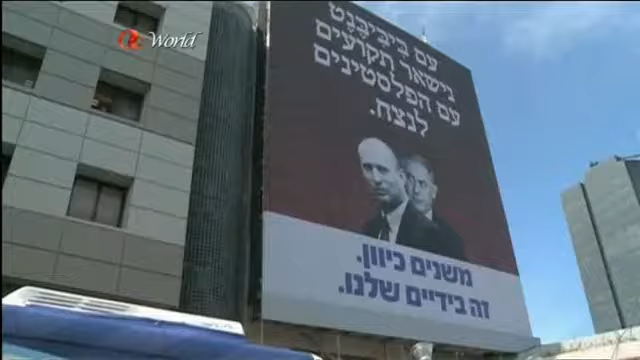 World
עם ביביבנט
נישאר תקועים
עם הפלסטינים
לנצח.
משנים כיוון.
זה בידיים שלנו.